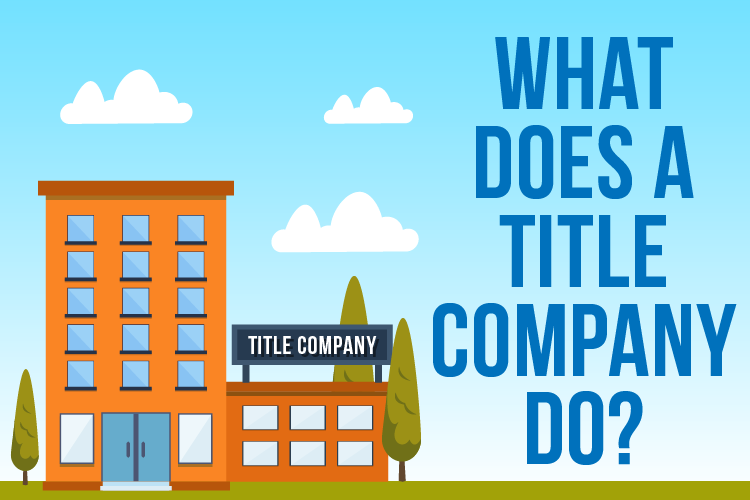 WHAT
DOES A
TITLE
COMPANY
DO?
TITLE COMPANY